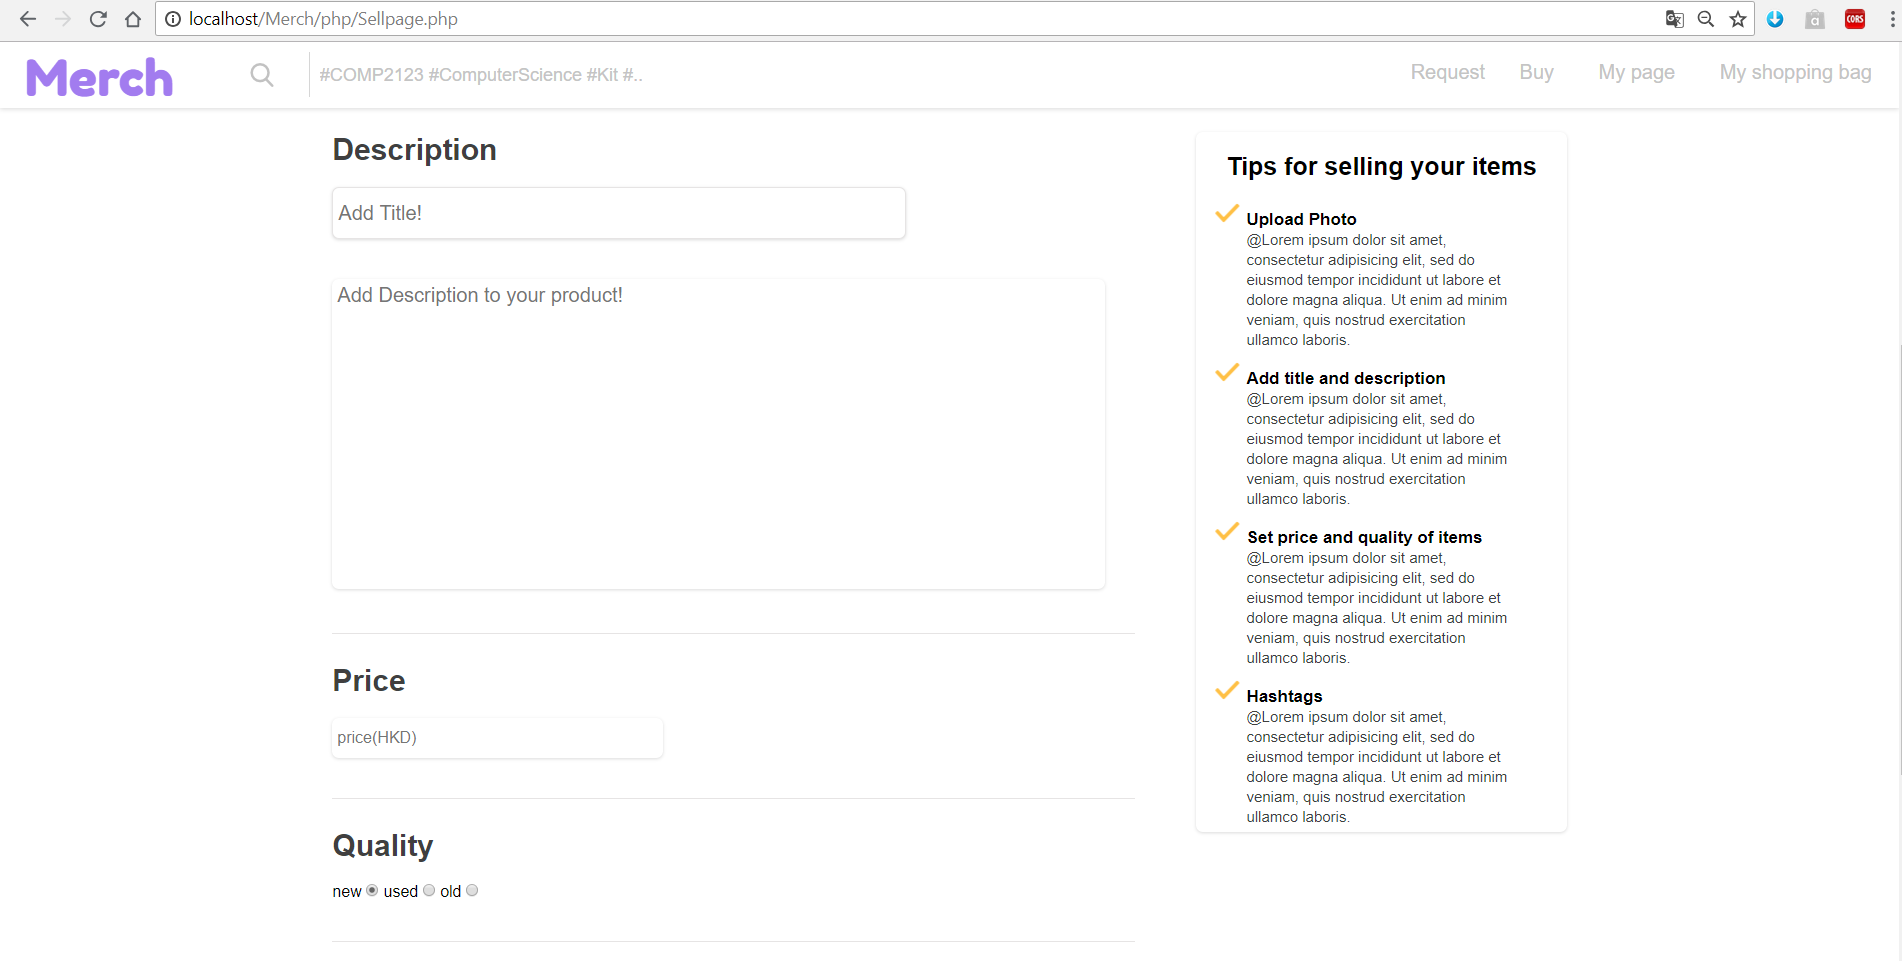 localhost/Merch/php/Sellpage.php
CORS
Merch
#COMP2123 #ComputerScience #Kit #..
Request Buy My page My shopping bag
Description
Add Title!
Add Description to your product!
Price
price(HKD)
Quality
new used old
Tips for selling your items
Upload Photo
@Lorem ipsum dolor sit amet,
consectetur adipisicing elit, sed do
eiusmod tempor incididunt ut labore et
dolore magna aliqua. Ut enim ad minim
veniam, quis nostrud exercitation
ullamco laboris.
Add title and description
@Lorem ipsum dolor sit amet,
consectetur adipisicing elit, sed do
eiusmod tempor incididunt ut labore et
dolore magna aliqua. Ut enim ad minim
veniam, quis nostrud exercitation
ullamco laboris.
Set price and quality of items
@Lorem ipsum dolor sit amet,
consectetur adipisicing elit, sed do
eiusmod tempor incididunt ut labore et
dolore magna aliqua. Ut enim ad minim
veniam, quis nostrud exercitation
ullamco laboris.
Hashtags
@Lorem ipsum dolor sit amet,
consectetur adipisicing elit, sed do
eiusmod tempor incididunt ut labore et
dolore magna aliqua. Ut enim ad minim
veniam, quis nostrud exercitation
ullamco laboris.